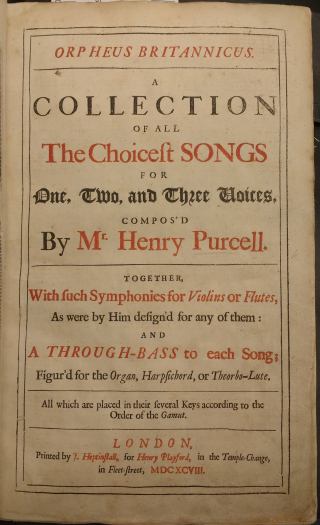 ORPHEUS BRITANNICUS.
A
COLLECTION
OF ALL
The Choiceſt SONGS
FOR
One, Two, and Three Voices,
COMPOS'D
By Mr. Henry Purcell.
TOGETHER,
With ſuch Symphonies for Violins or Flutes,
As were by Him deſign'd for any of them:
AND
A THROUGH-BASS to each Song;
Figur'd for the Organ, Harpſichord, or Theorbo-Lute.
All which are placed in their ſeveral Keys according to the
Order of the Gamut.
LONDON,
Printed by J. Heptinſtall, for Henry Playford, in the Temple-Change,
in Fleet-ſtreet, MDCXCVIII.